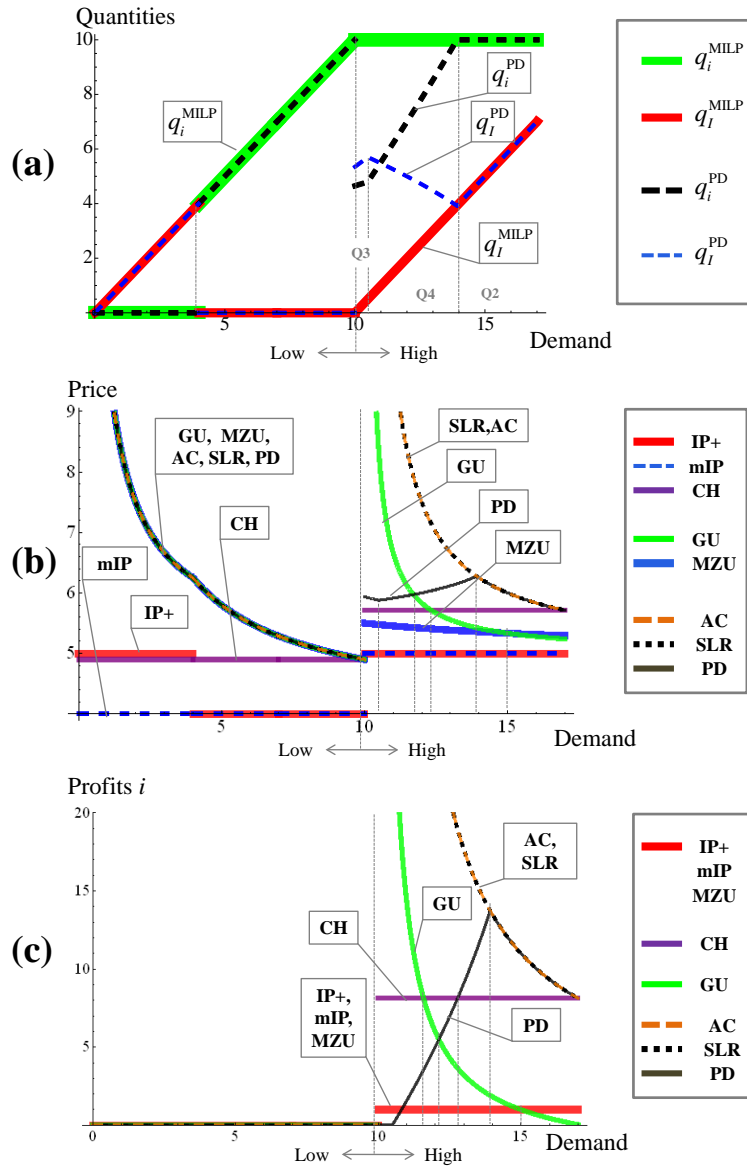 Quantities
10
8
6
4
2
5
10
15
Demand
Low
High
(a)
q_i^MILP
q_i^PD
q_I^PD
q_I^MILP
Q3
Q4
Q2
q_i^MILP
q_I^MILP
q_i^PD
q_I^PD
Price
9
8
7
6
5
5
10
15
Demand
Low
High
(b)
GU, MZU,
AC, SLR, PD
CH
mIP
IP+
SLR,AC
GU
PD
MZU
IP+
mIP
CH
GU
MZU
AC
SLR
PD
Profits i
20
15
10
5
0
5
10
15
Demand
Low
High
(c)
AC,
SLR
GU
CH
IP+,
mIP,
MZU
PD
IP+
mIP
MZU
CH
GU
AC
SLR
PD